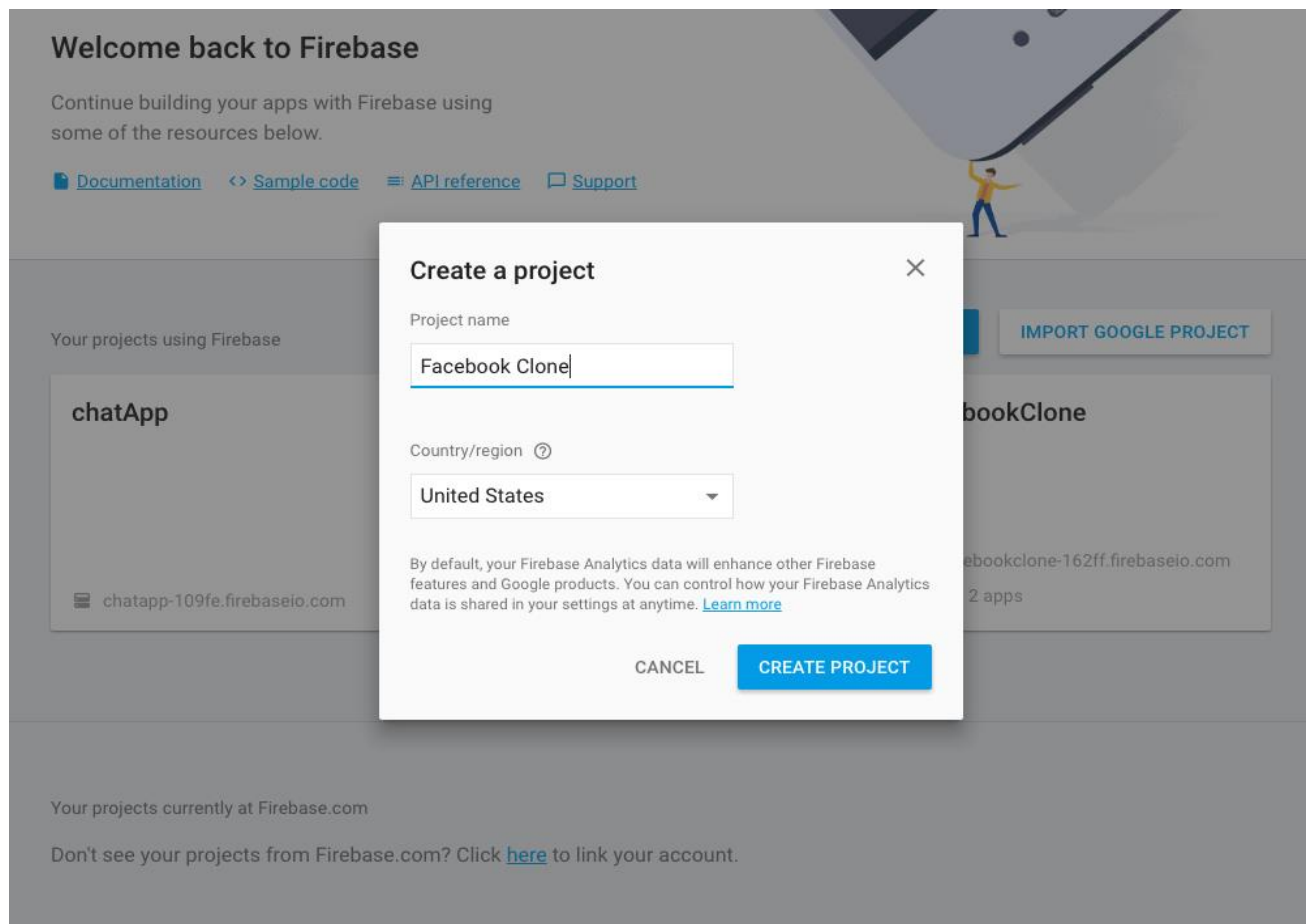 Welcome back to Firebase
Continue building your apps with Firebase using
some of the resources below.
Documentation <> Sample code API reference Support
Create a project
Project name
Your projects using Firebase
IMPORT GOOGLE PROJECT
Facebook Clone
chatApp
bookClone
Country/region ?
United States
By default, your Firebase Analytics data will enhance other Firebase
features and Google products. You can control how your Firebase Analytics
data is shared in your settings at anytime. Learn more
ebookclone-162ff.firebaseio.com
chatapp-109fe.firebaseio.com
2 apps
CANCEL CREATE PROJECT
Your projects currently at Firebase.com
Don't see your projects from Firebase.com? Click here to link your account.